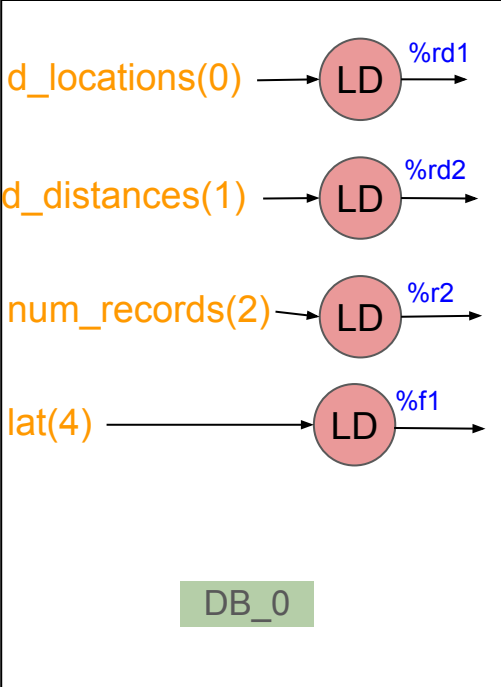 d_locations(0) LD %rd1
d_distances(1) LD %rd2
num_records(2) LD %r2
lat(4) LD %f1
DB_0